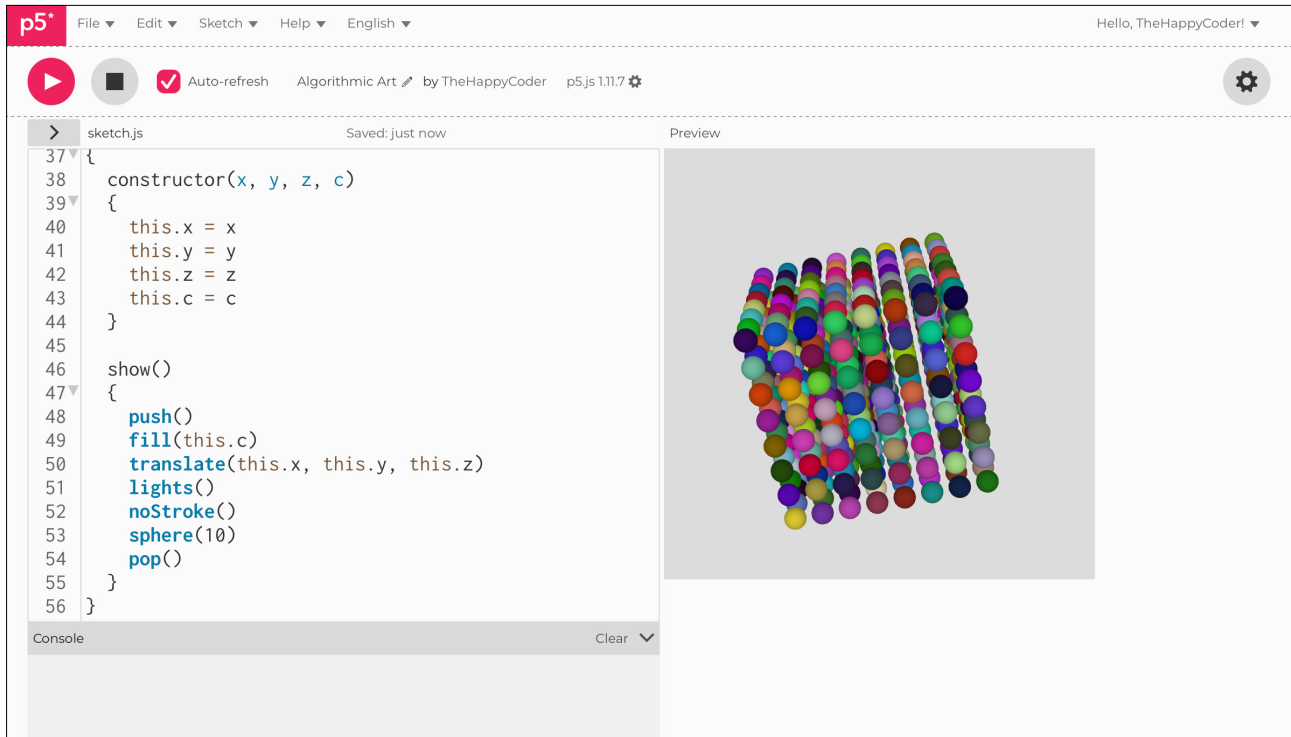 p5* File Edit Sketch Help English Hello, TheHappyCoder!
Auto-refresh Algorithmic Art by TheHappyCoder p5.js 1.11.7
sketch.js Saved: just now Preview
37 {
38 constructor(x, y, z, c)
39 {
40 this.x = x
41 this.y = y
42 this.z = z
43 this.c = c
44 }
45
46 show()
47 {
48 push()
49 fill(this.c)
50 translate(this.x, this.y, this.z)
51 lights()
52 noStroke()
53 sphere(10)
54 pop()
55 }
56 }
Console Clear